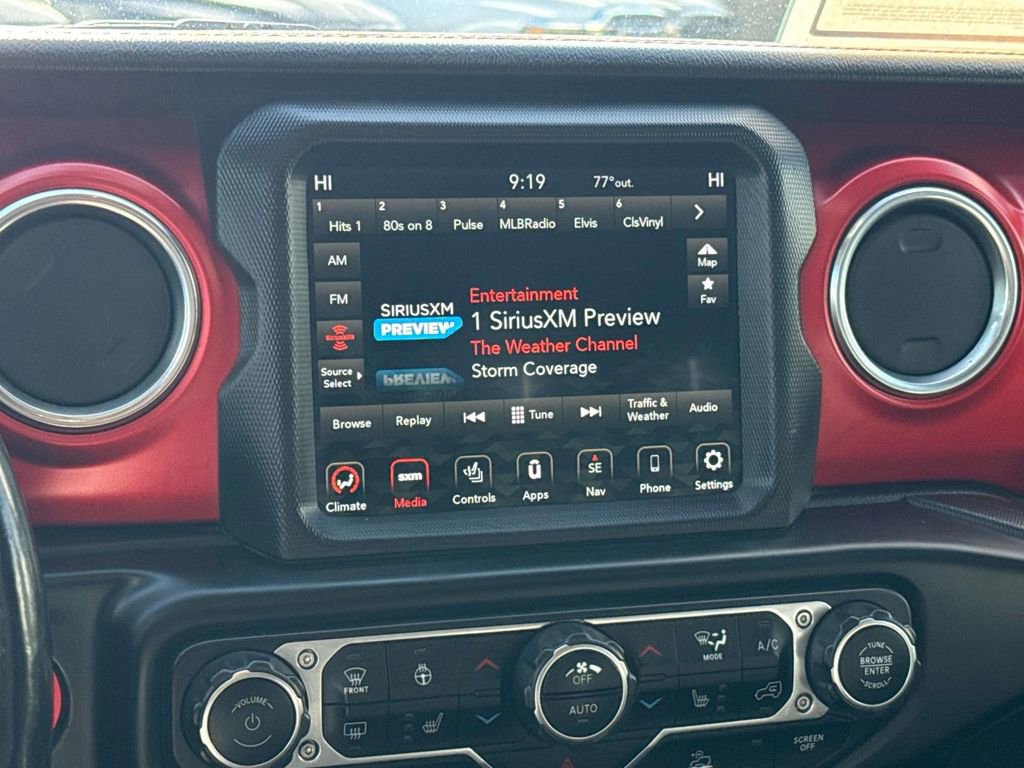 HI 9:19 77°out. HI
1 Hits 1 2 80s on 8 3 Pulse 4 MLBRadio 5 Elvis 6 ClsVinyl
AM
Map
FM
Fav
SIRIUSXM
PREVIEW
Entertainment
1 SiriusXM Preview
The Weather Channel
Storm Coverage
SiriusXM
Source
Select
Browse Replay Tune Traffic &
Weather Audio
sxm SE
Climate Media Controls Apps Nav Phone Settings
VOLUME
FRONT
OFF
AUTO
MODE
A/C
TUNE
BROWSE
ENTER
SCROLL
SCREEN
OFF